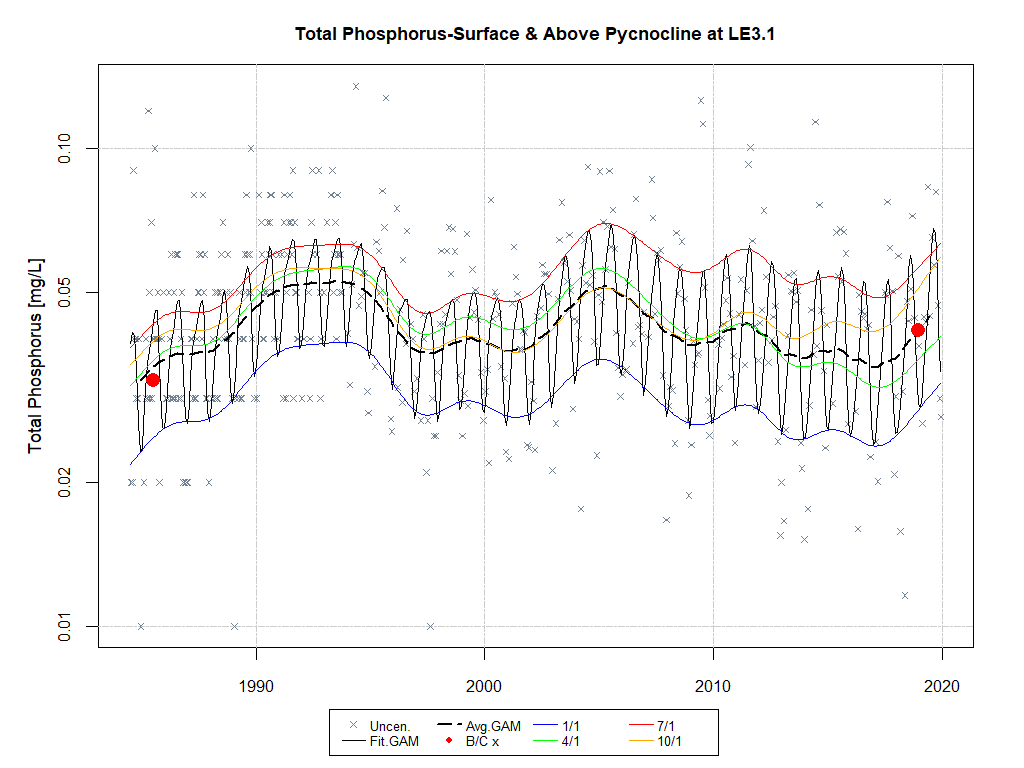 Total Phosphorus-Surface & Above Pycnocline at LE3.1
Total Phosphorus [mg/L]
0.10
0.05
0.02
0.01
1990 2000 2010 2020
Uncen. Avg.GAM 1/1 7/1
Fit.GAM B/C x 4/1 10/1